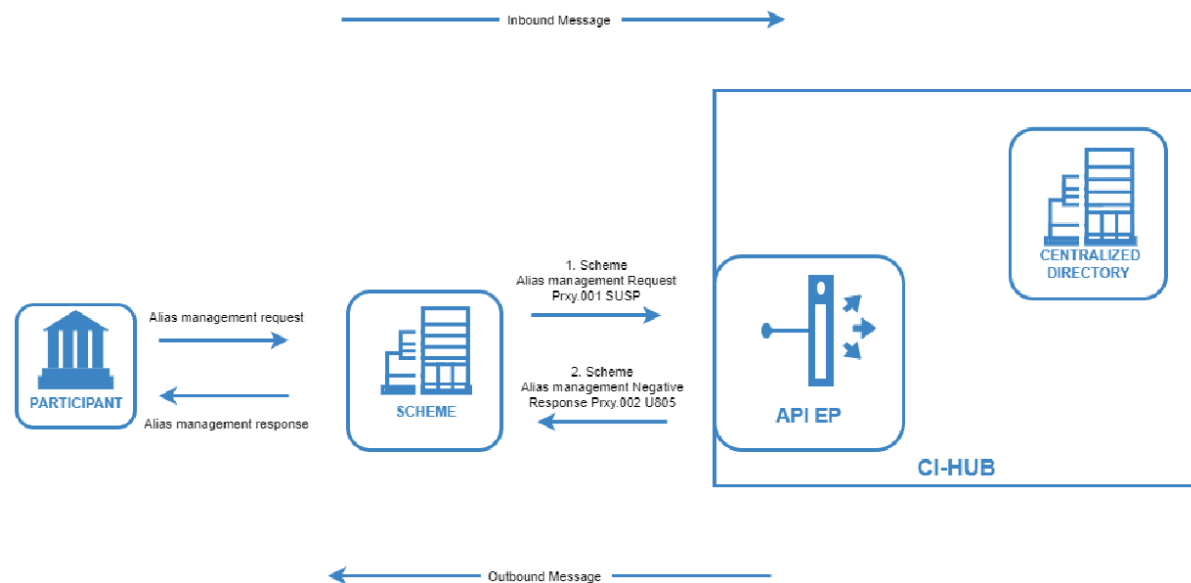 Inbound Message
CENTRALIZED
DIRECTORY
1. Scheme
Alias management Request
Prxy.001 SUSP
Alias management request
PARTICIPANT
Alias management response
SCHEME
2. Scheme
Alias management Negative
Response Prxy.002 U805
API EP
CI-HUB
Outbound Message